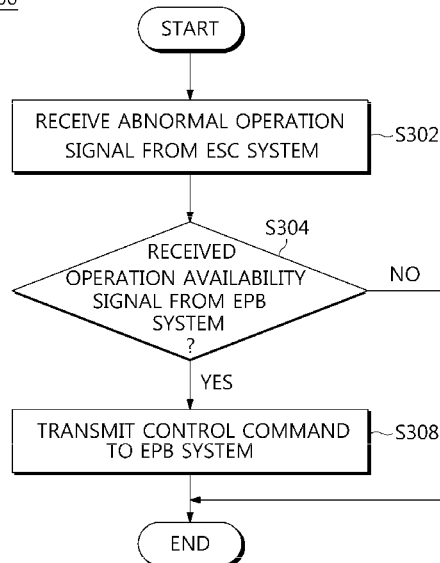 START
RECEIVE ABNORMAL OPERATION
SIGNAL FROM ESC SYSTEM
S302
S304
RECEIVED
OPERATION AVAILABILITY
SIGNAL FROM EPB
SYSTEM
?
NO
YES
TRANSMIT CONTROL COMMAND
TO EPB SYSTEM
S308
END